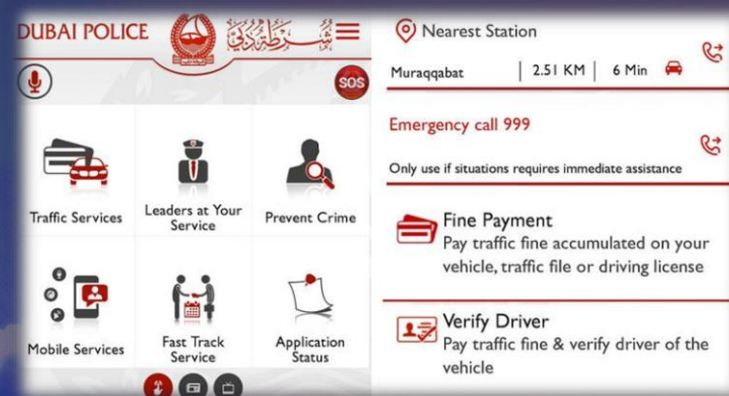 DUBAI POLICE
شرطة دبي
SOS
Traffic Services
Leaders at Your
Service
Prevent Crime
Mobile Services
Fast Track
Service
Application
Status
Nearest Station
Muraqqabat | 2.51 KM | 6 Min
Emergency call 999
Only use if situations requires immediate assistance
Fine Payment
Pay traffic fine accumulated on your
vehicle, traffic file or driving license
Verify Driver
Pay traffic fine & verify driver of the
vehicle